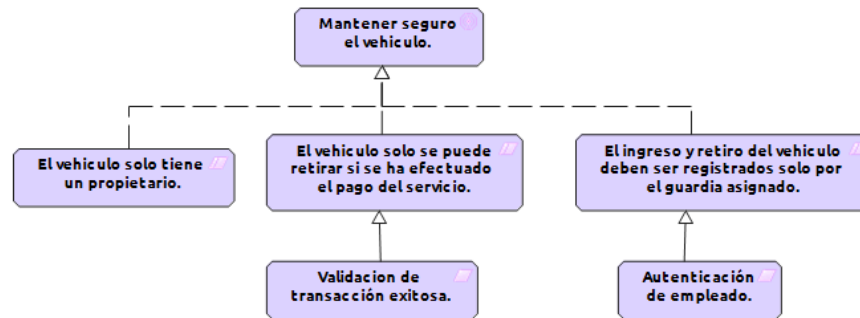 Mantener seguro
el vehiculo.
El vehiculo solo tiene
un propietario.
El vehiculo solo se puede
retirar si se ha efectuado
el pago del servicio.
El ingreso y retiro del vehiculo
deben ser registrados solo por
el guardia asignado.
Validacion de
transacción exitosa.
Autenticación
de empleado.